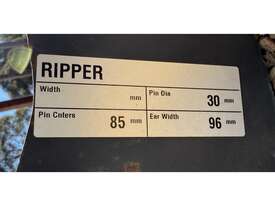 RIPPER
Width mm
Pin Dia 30 mm
Pin Cnters 85 mm
Ear Width 96 mm